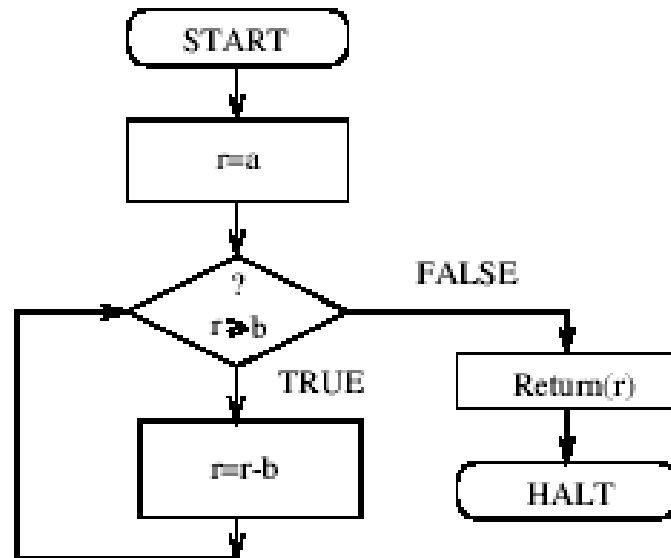 START
r=a
?
r⩾b
FALSE
TRUE
Return(r)
r=r-b
HALT